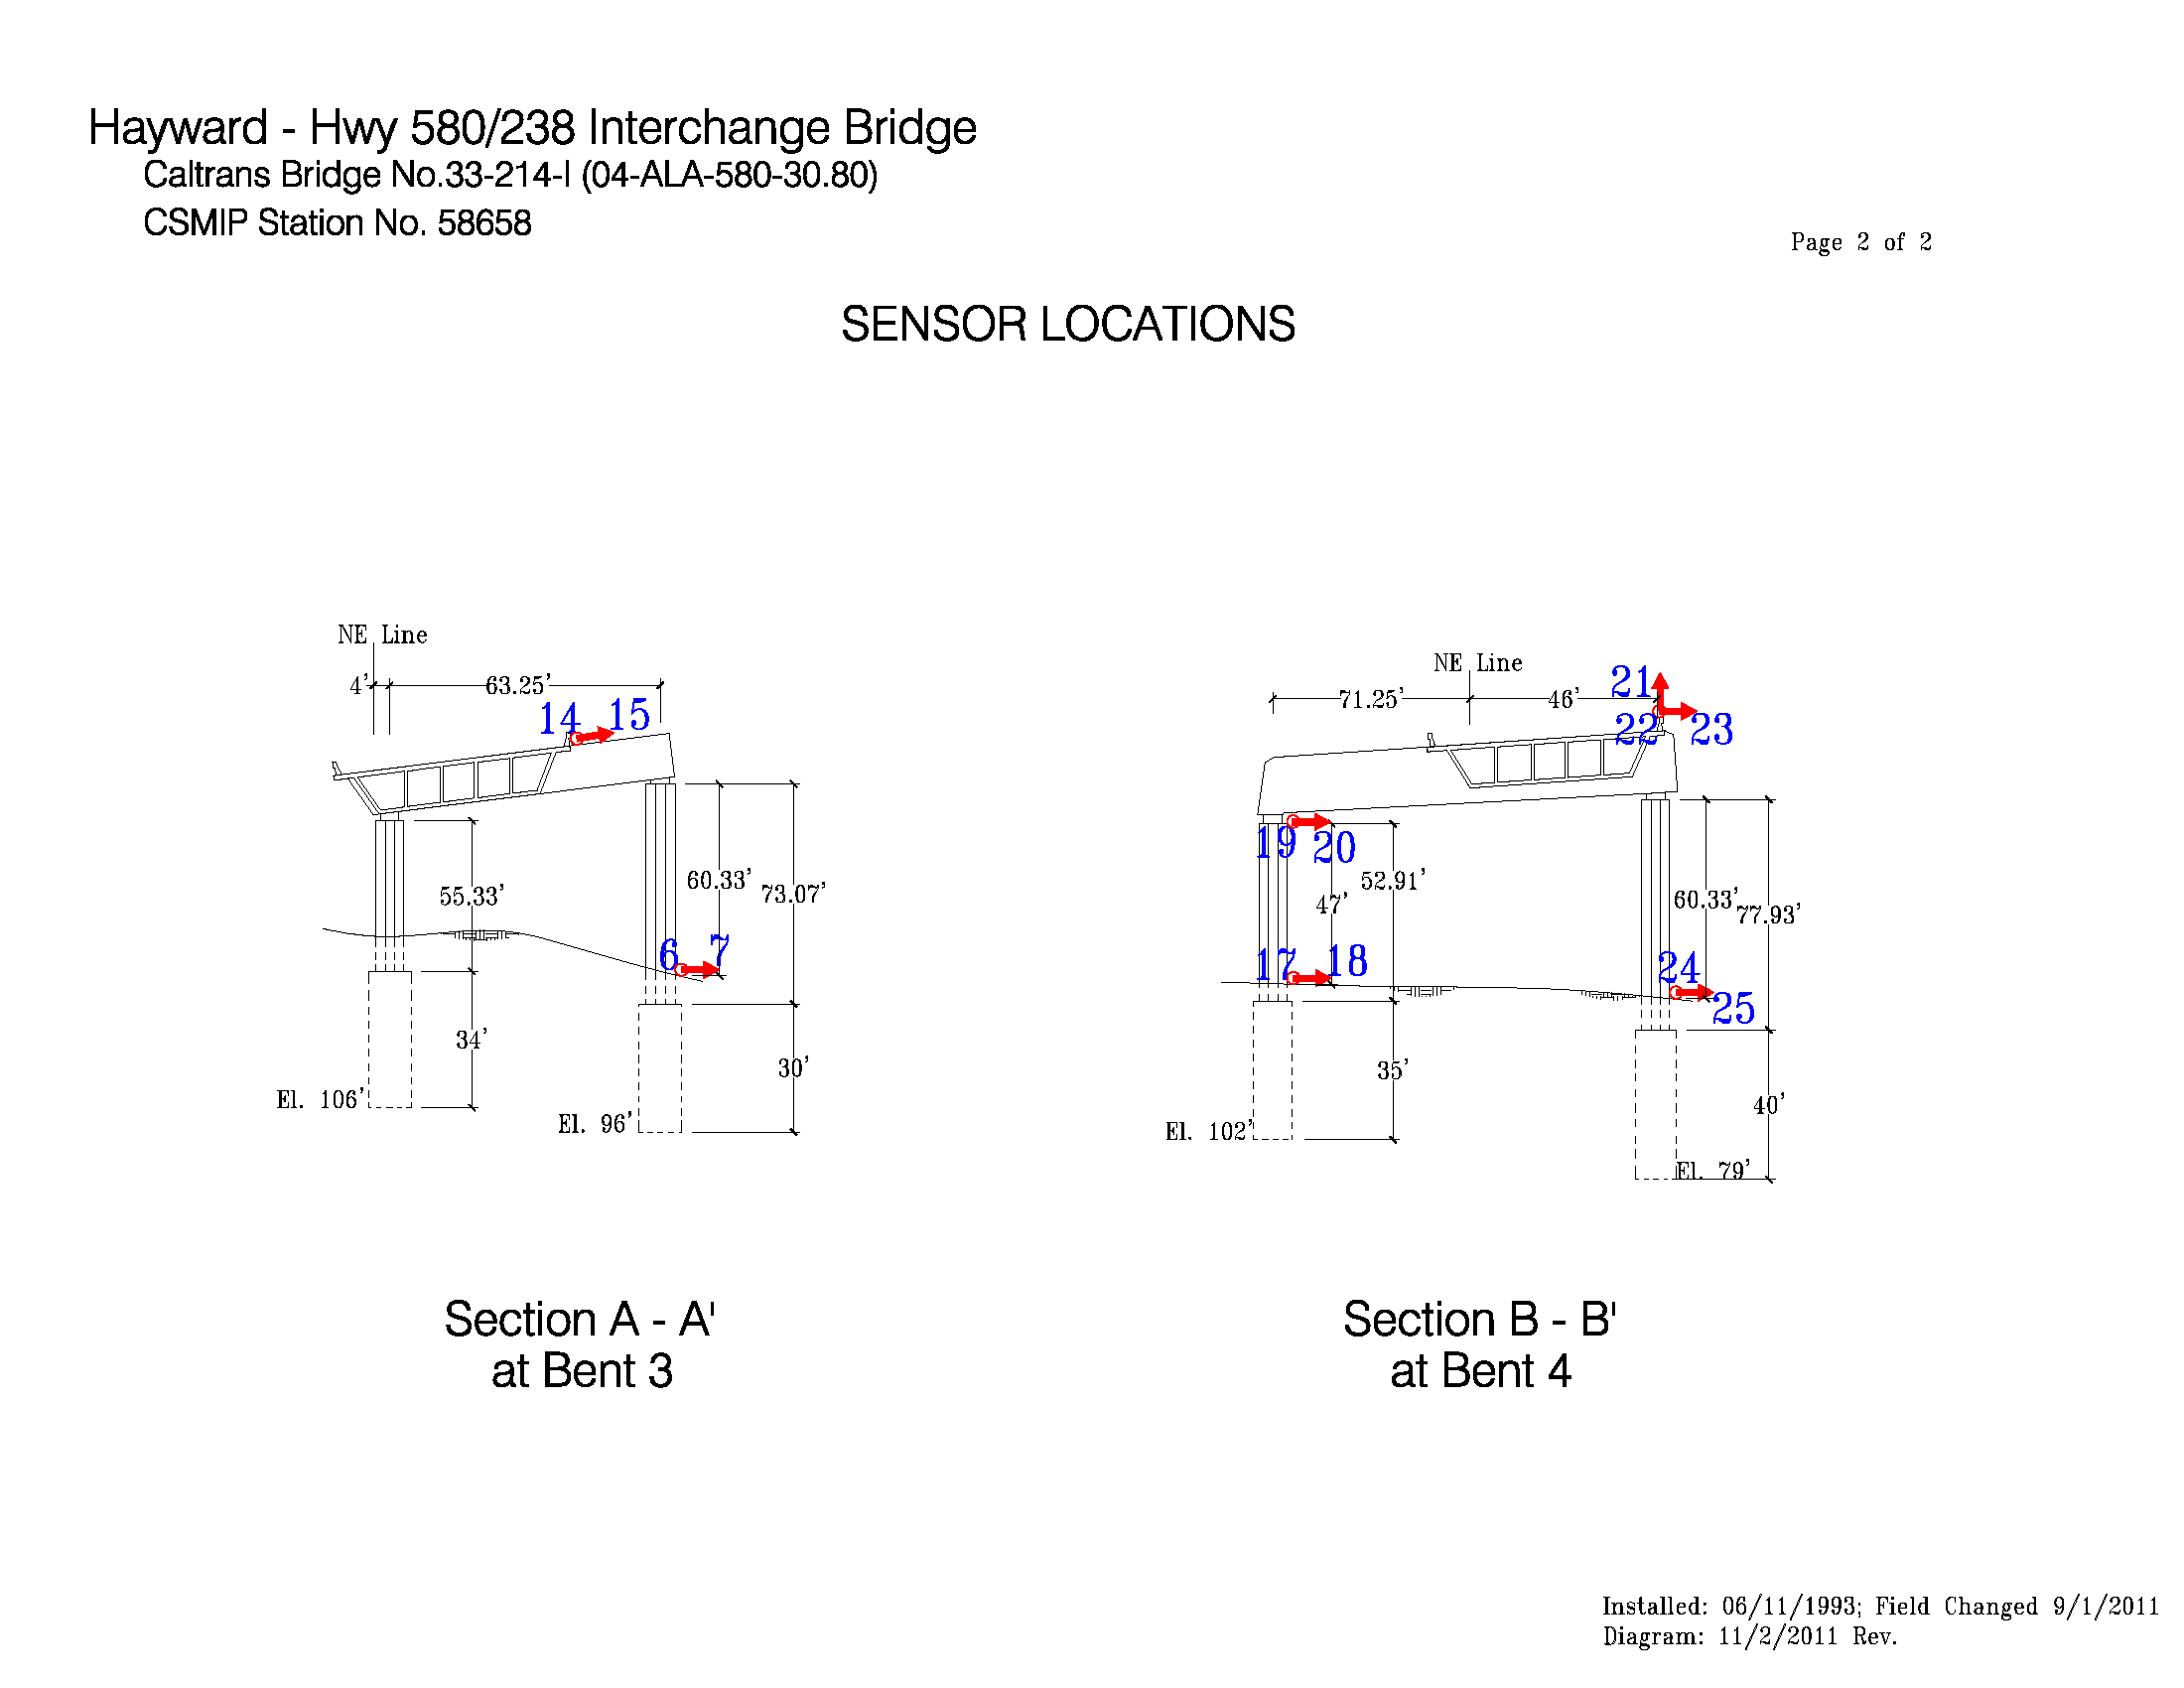 Hayward - Hwy 580/238 Interchange Bridge
Caltrans Bridge No.33-214-I (04-ALA-580-30.80)
CSMIP Station No. 58658
Page 2 of 2
SENSOR LOCATIONS
NE Line
4' 63.25'
14 15
55.33'
60.33' 73.07'
6 7
34'
30'
El. 106'
El. 96'
Section A - A'
at Bent 3
NE Line
21
71.25' 46'
22 23
19 20
52.91'
47'
60.33' 77.93'
17 18
24
25
35'
40'
El. 102'
El. 79'
Section B - B'
at Bent 4
Installed: 06/11/1993; Field Changed 9/1/2011
Diagram: 11/2/2011 Rev.